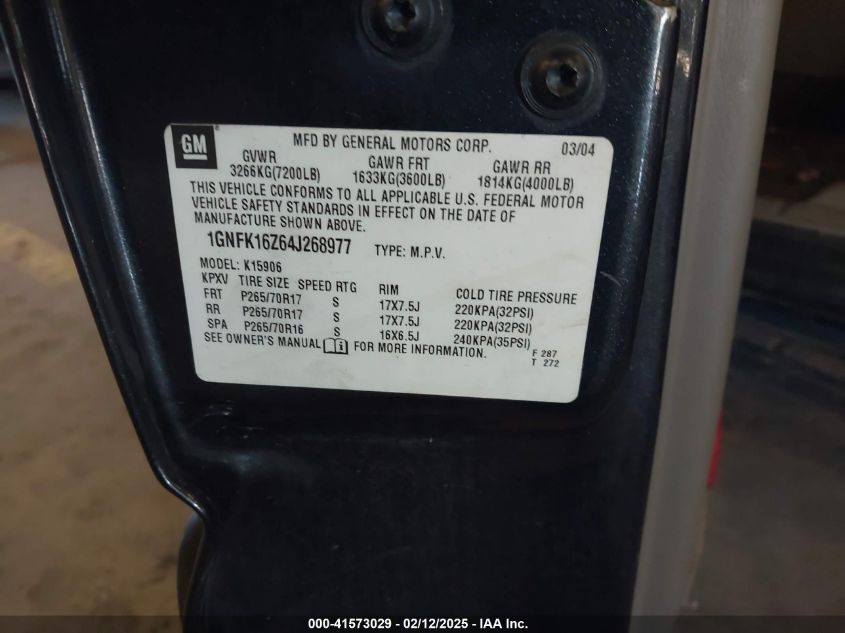 GM ®
MFD BY GENERAL MOTORS CORP. 03/04
GVWR GAWR FRT GAWR RR
3266KG(7200LB) 1633KG(3600LB) 1814KG(4000LB)
THIS VEHICLE CONFORMS TO ALL APPLICABLE U.S. FEDERAL MOTOR
VEHICLE SAFETY STANDARDS IN EFFECT ON THE DATE OF
MANUFACTURE SHOWN ABOVE.
1GNFK16Z64J268977 TYPE: M.P.V.
MODEL: K15906
KPXV TIRE SIZE SPEED RTG RIM COLD TIRE PRESSURE
FRT P265/70R17 S 17X7.5J 220KPA(32PSI)
RR P265/70R17 S 17X7.5J 220KPA(32PSI)
SPA P265/70R16 S 16X6.5J 240KPA(35PSI)
SEE OWNER'S MANUAL i FOR MORE INFORMATION.
F 287
T 272
000-41573029 - 02/12/2025 - IAA Inc.